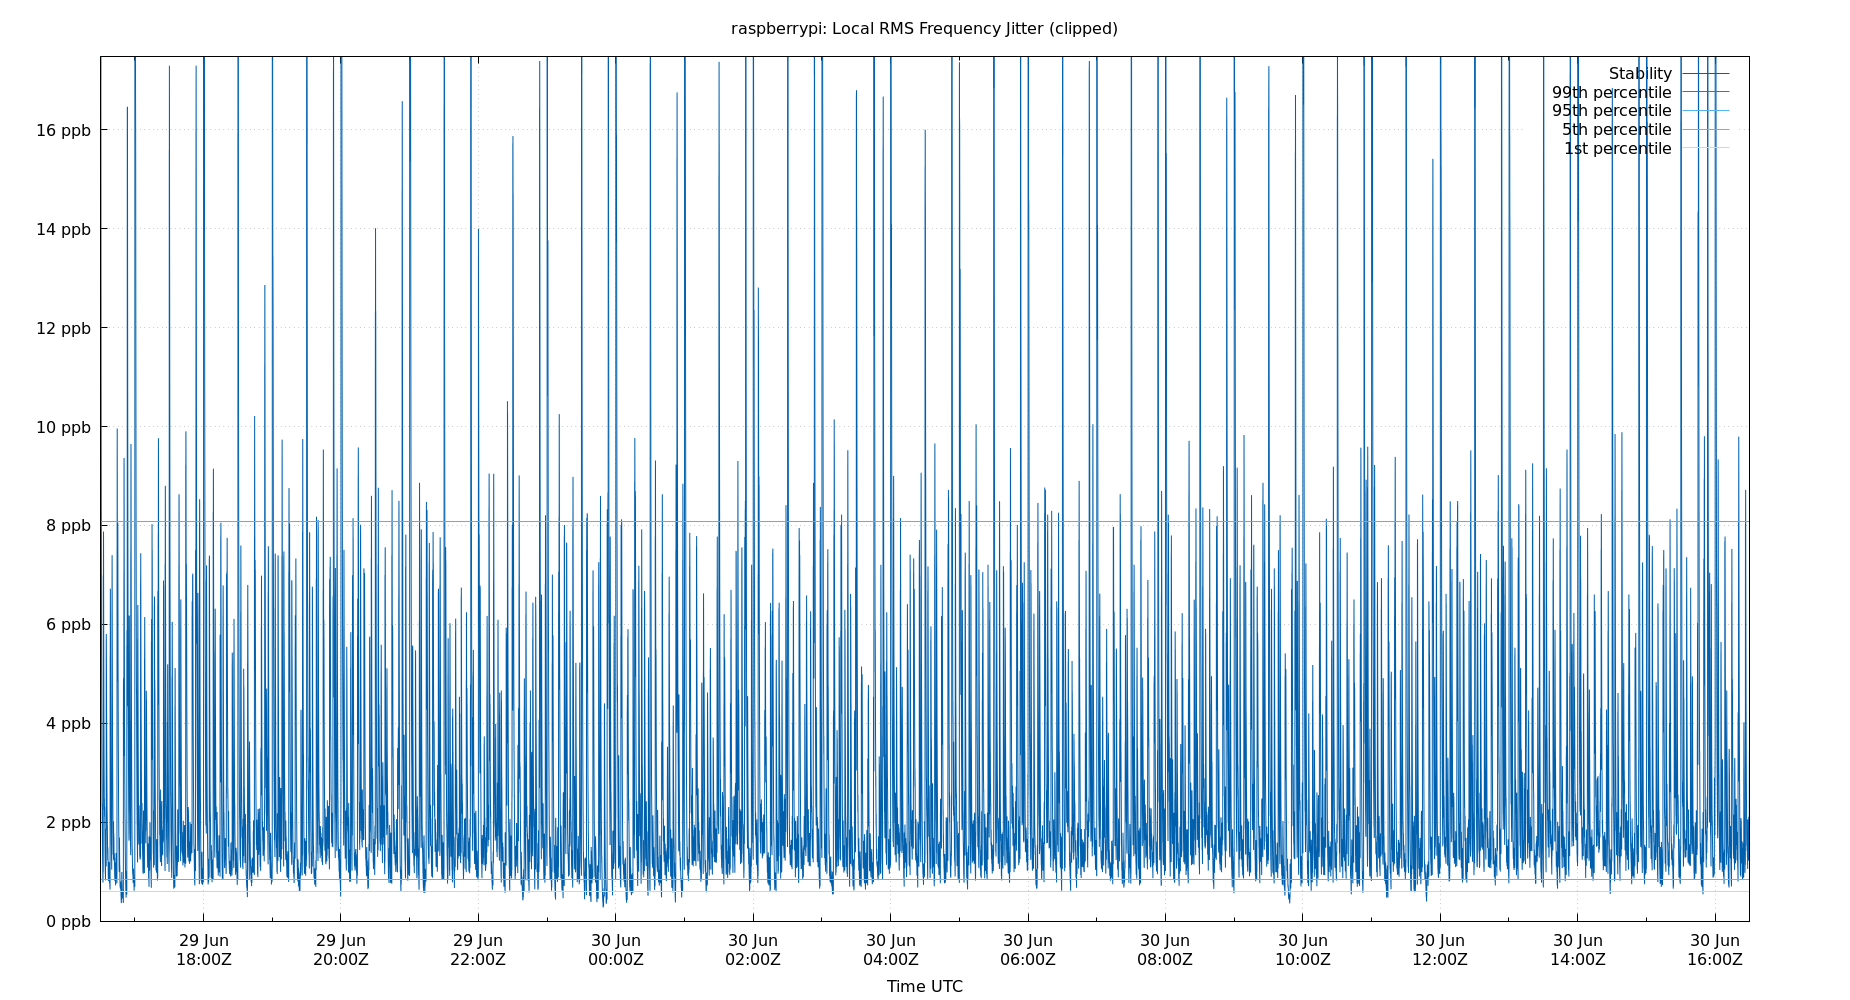 raspberrypi: Local RMS Frequency Jitter (clipped)
Stability
99th percentile
95th percentile
5th percentile
1st percentile
16 ppb
14 ppb
12 ppb
10 ppb
8 ppb
6 ppb
4 ppb
2 ppb
0 ppb
29 Jun 29 Jun 29 Jun 30 Jun 30 Jun 30 Jun 30 Jun 30 Jun 30 Jun 30 Jun 30 Jun 30 Jun
18:00Z 20:00Z 22:00Z 00:00Z 02:00Z 04:00Z 06:00Z 08:00Z 10:00Z 12:00Z 14:00Z 16:00Z
Time UTC